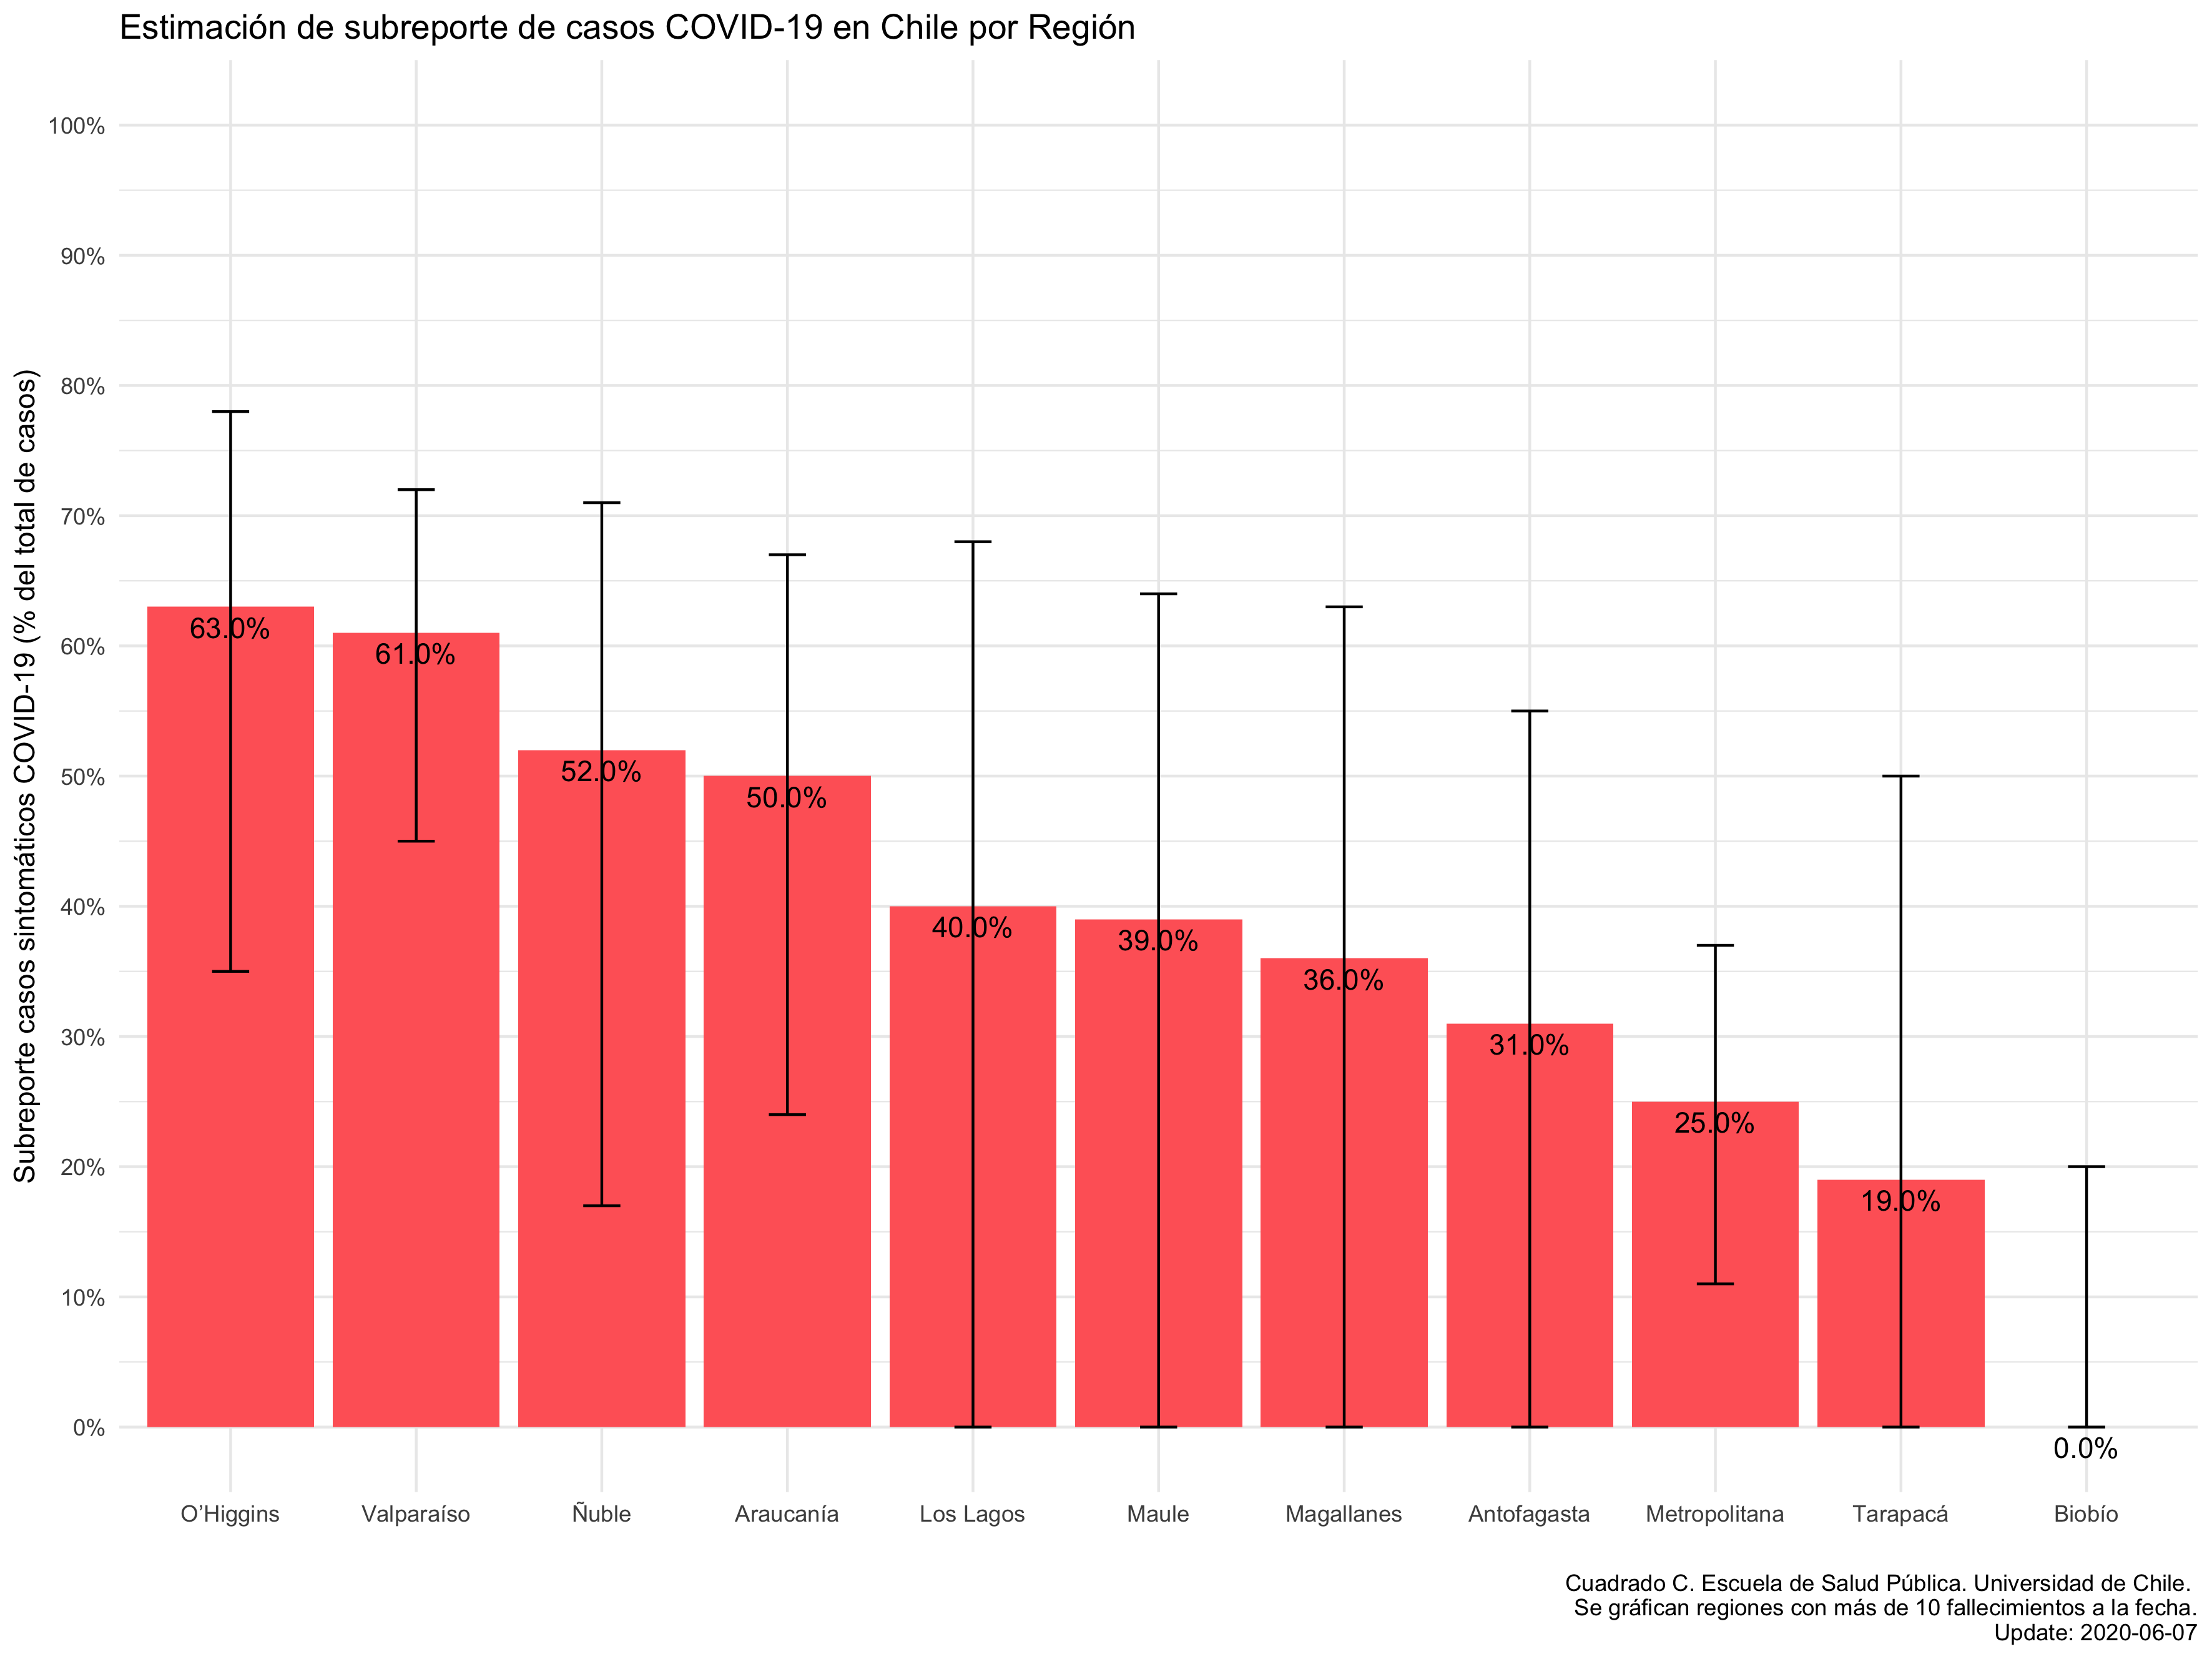 Estimación de subreporte de casos COVID-19 en Chile por Región
Subreporte casos sintomáticos COVID-19 (% del total de casos)
100%
90%
80%
70%
60%
50%
40%
30%
20%
10%
0%
63.0%
61.0%
52.0%
50.0%
40.0%
39.0%
36.0%
31.0%
25.0%
19.0%
0.0%
O’Higgins
Valparaíso
Ñuble
Araucanía
Los Lagos
Maule
Magallanes
Antofagasta
Metropolitana
Tarapacá
Biobío
Cuadrado C. Escuela de Salud Pública. Universidad de Chile.
Se gráfican regiones con más de 10 fallecimientos a la fecha.
Update: 2020-06-07